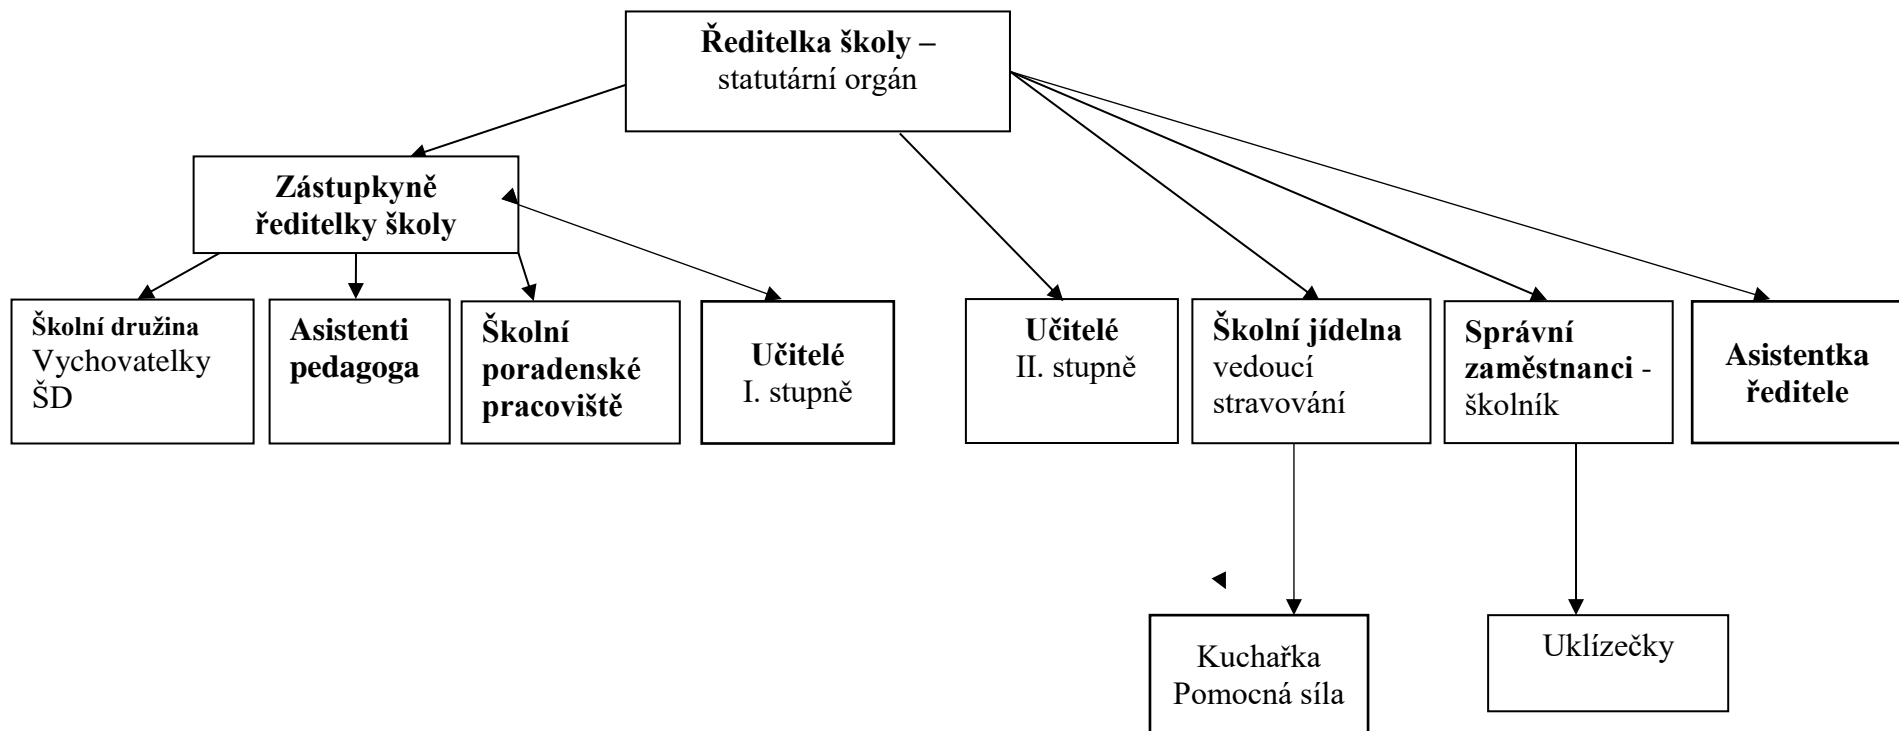 Ředitelka školy –
statutární orgán
Zástupkyně
ředitelky školy
Školní družina
Vychovatelky
ŠD
Asistenti
pedagoga
Školní
poradenské
pracoviště
Učitelé
I. stupně
Učitelé
II. stupně
Školní jídelna
vedoucí
stravování
Správní
zaměstnanci -
školník
Asistentka
ředitele
Kuchařka
Pomocná síla
Uklízečky